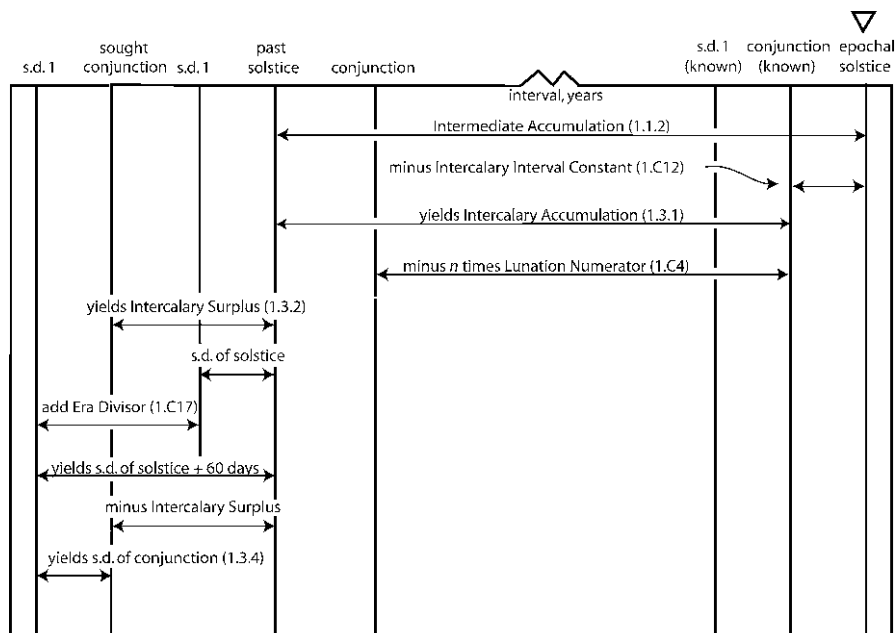 s.d. 1
sought
conjunction
s.d. 1
past
solstice
conjunction
s.d. 1
(known)
conjunction
(known)
epochal
solstice
interval, years
Intermediate Accumulation (1.1.2)
minus Intercalary Interval Constant (1.C12)
yields Intercalary Accumulation (1.3.1)
minus n times Lunation Numerator (1.C4)
yields Intercalary Surplus (1.3.2)
s.d. of solstice
add Era Divisor (1.C17)
yields s.d. of solstice + 60 days
minus Intercalary Surplus
yields s.d. of conjunction (1.3.4)